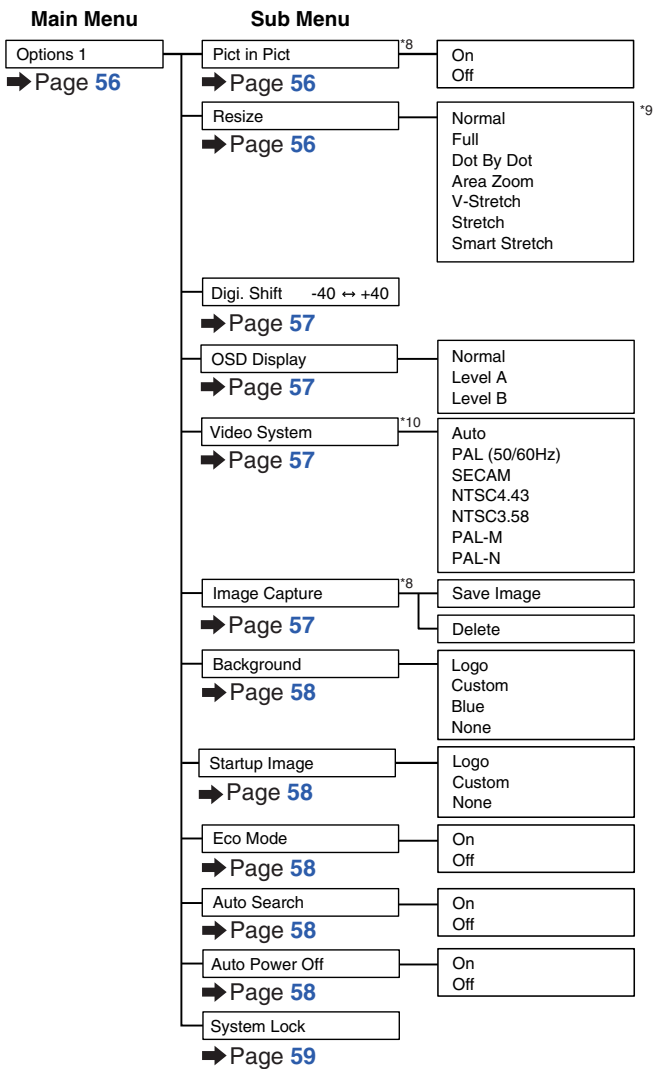 Main Menu Sub Menu
Options 1
➡Page 56
Pict in Pict *8
➡Page 56
On
Off
Resize
➡Page 56
Normal *9
Full
Dot By Dot
Area Zoom
V-Stretch
Stretch
Smart Stretch
Digi. Shift -40 ↔ +40
➡Page 57
OSD Display
➡Page 57
Normal
Level A
Level B
Video System *10
➡Page 57
Auto
PAL (50/60Hz)
SECAM
NTSC4.43
NTSC3.58
PAL-M
PAL-N
Image Capture *8
➡Page 57
Save Image
Delete
Background
➡Page 58
Logo
Custom
Blue
None
Startup Image
➡Page 58
Logo
Custom
None
Eco Mode
➡Page 58
On
Off
Auto Search
➡Page 58
On
Off
Auto Power Off
➡Page 58
On
Off
System Lock
➡Page 59